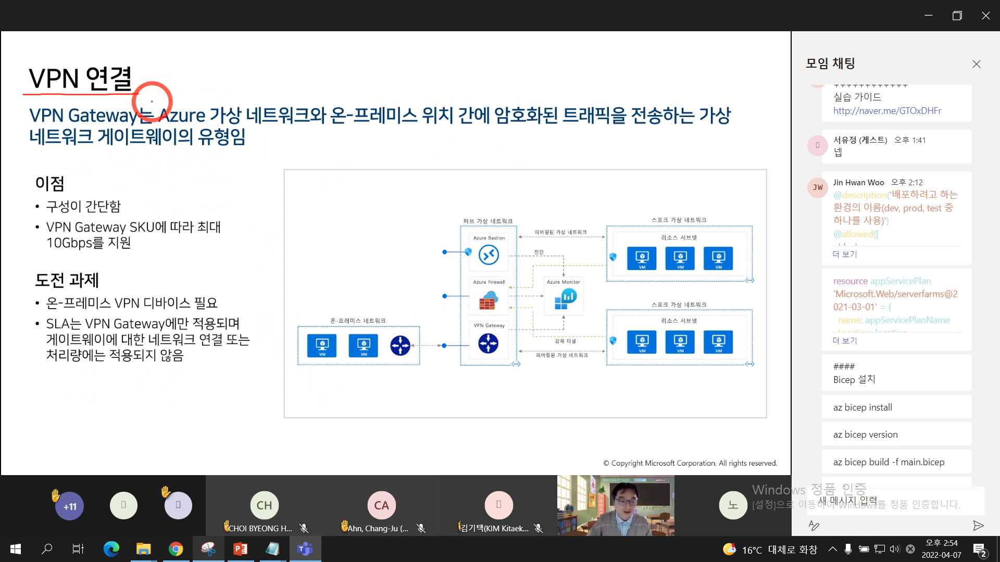 VPN 연결
VPN Gateway는 Azure 가상 네트워크와 온-프레미스 위치 간에 암호화된 트래픽을 전송하는 가상
네트워크 게이트웨이의 유형임
이점
• 구성이 간단함
• VPN Gateway SKU에 따라 최대
10Gbps를 지원
도전 과제
• 온-프레미스 VPN 디바이스 필요
• SLA는 VPN Gateway에만 적용되며
게이트웨이에 대한 네트워크 연결 또는
처리량에는 적용되지 않음
온-프레미스 네트워크
VM
VM
허브 가상 네트워크
Azure Bastion
Azure Firewall
VPN Gateway
피어링된 가상 네트워크
진단
Azure Monitor
강제 터널
피어링된 가상 네트워크
스포크 가상 네트워크
리소스 서브넷
VM
VM
VM
스포크 가상 네트워크
리소스 서브넷
VM
VM
VM
© Copyright Microsoft Corporation. All rights reserved.
모임 채팅
실습 가이드
http://naver.me/GTOxDHFr
서유정 (게스트) 오후 1:41
넵
JW
Jin Hwan Woo 오후 2:12
@description('배포하려고 하는
환경의 이름(dev, prod, test 중
하나를 사용)')
@allowed([
더 보기
resource appServicePlan
'Microsoft.Web/serverfarms@2
021-03-01' = {
name: appServicePlanName
더 보기
####
Bicep 설치
az bicep install
az bicep version
az bicep build -f main.bicep
Windows 정품 인증
[설정]으로 이동하여 Windows를 정품 인증합니다.
새 메시지 입력
+11
CH
CHOI BYEONG H...
CA
Ahn, Chang-Ju (...
김기택(KIM Kitaek...
노
16°C 대체로 화창
오후 2:54
2022-04-07
2